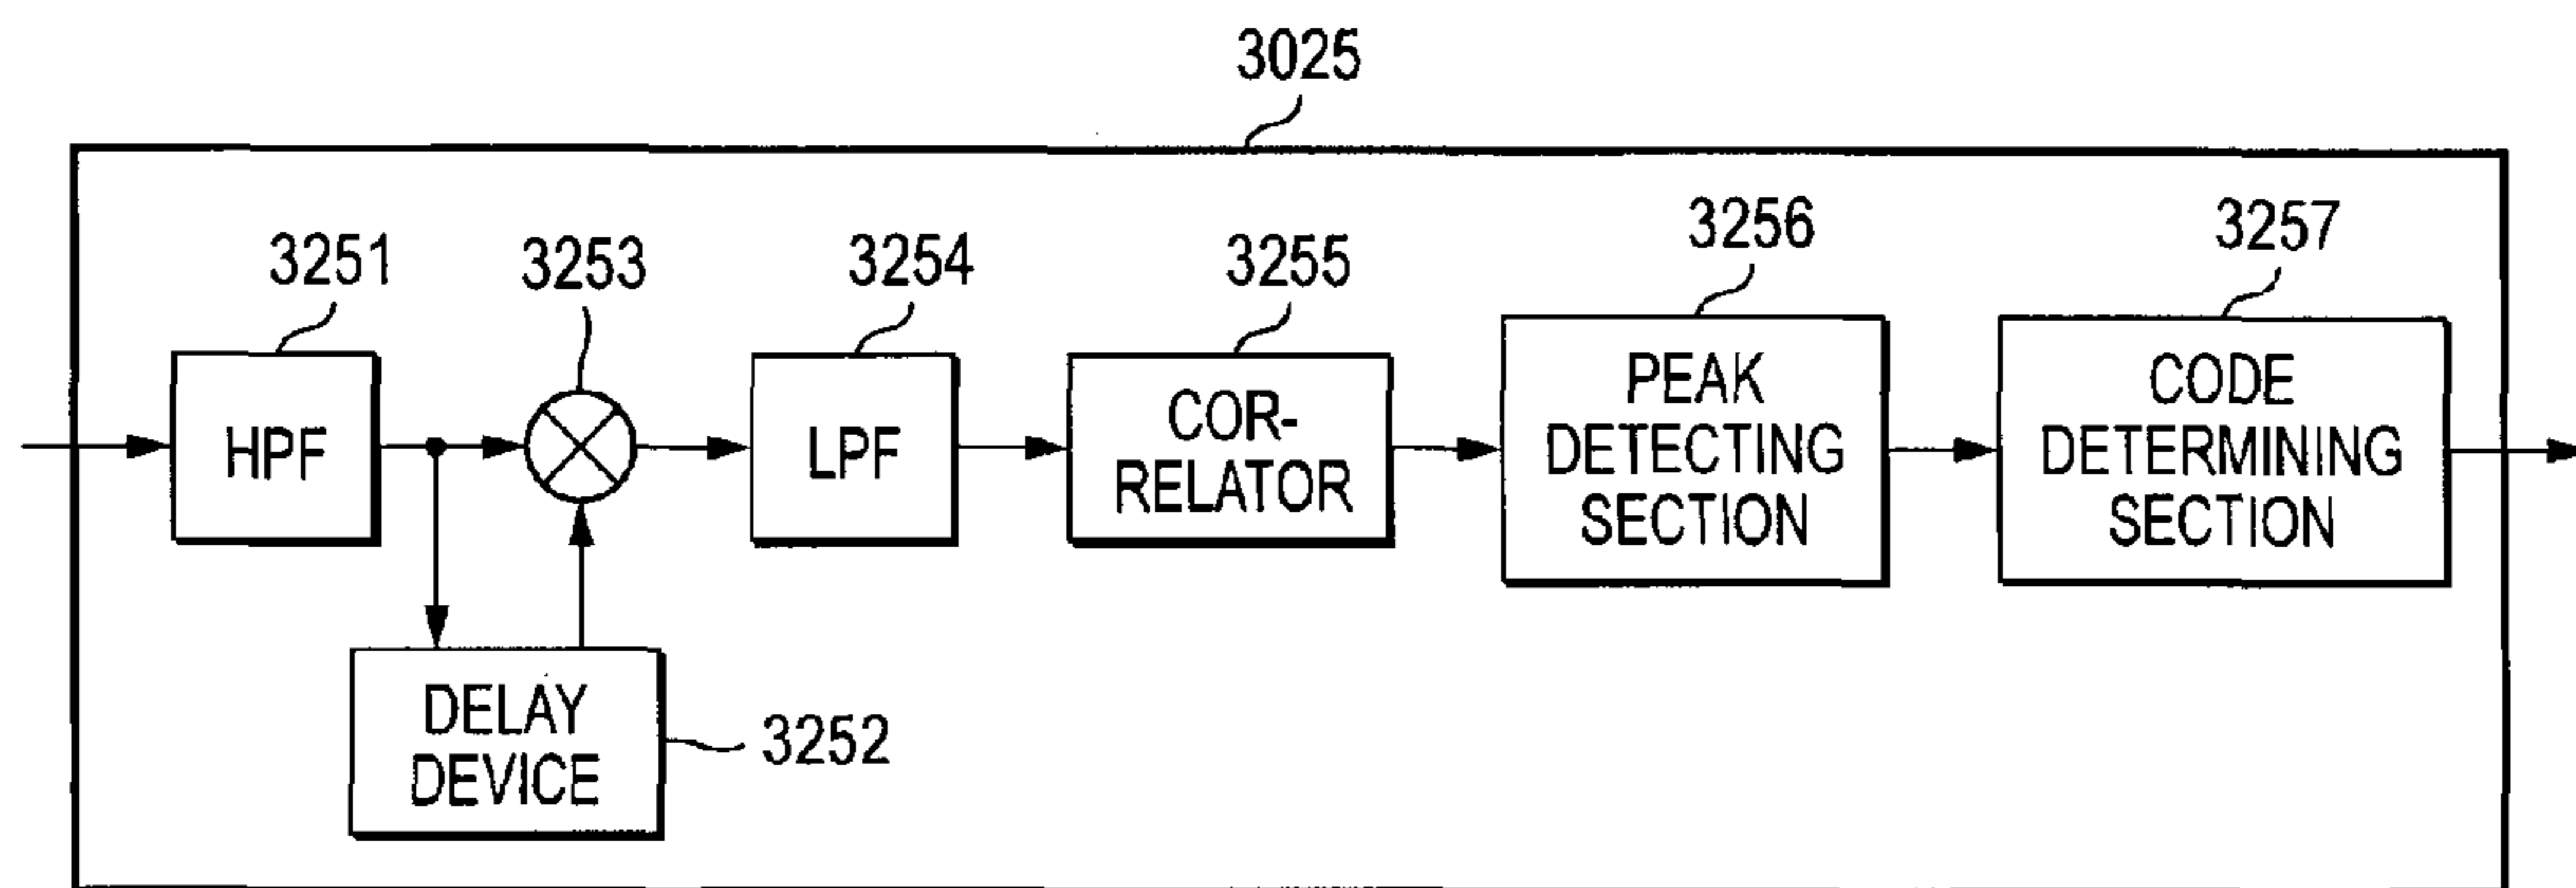 3025
3251
3253
3254
3255
3256
3257
HPF
LPF
COR-
RELATOR
PEAK
DETECTING
SECTION
CODE
DETERMINING
SECTION
DELAY
DEVICE
3252